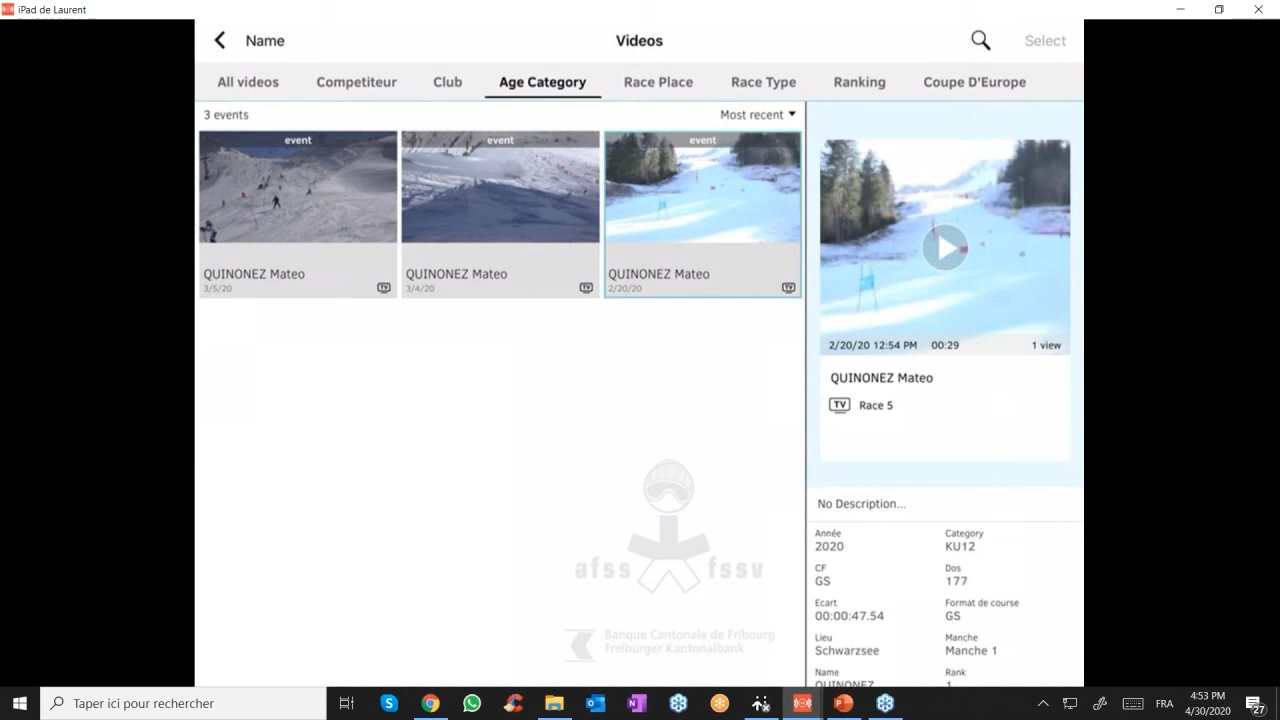 iPad de Laurent
Name
Videos
Select
All videos Competiteur Club Age Category Race Place Race Type Ranking Coupe D'Europe
3 events
Most recent
event
event
event
QUINONEZ Mateo
3/5/20
TV
QUINONEZ Mateo
3/4/20
TV
QUINONEZ Mateo
2/20/20
TV
2/20/20 12:54 PM 00:29 1 view
QUINONEZ Mateo
TV Race 5
No Description...
Année Category
2020 KU12
CF Dos
GS 177
Ecart Format de course
00:00:47.54 GS
Lieu Manche
Schwarzsee Manche 1
Name Rank
QUINONEZ 1
afss fssv
Banque Cantonale de Fribourg
Freiburger Kantonalbank
Taper ici pour rechercher
FRA
4:53 PM
4/30/2020
27